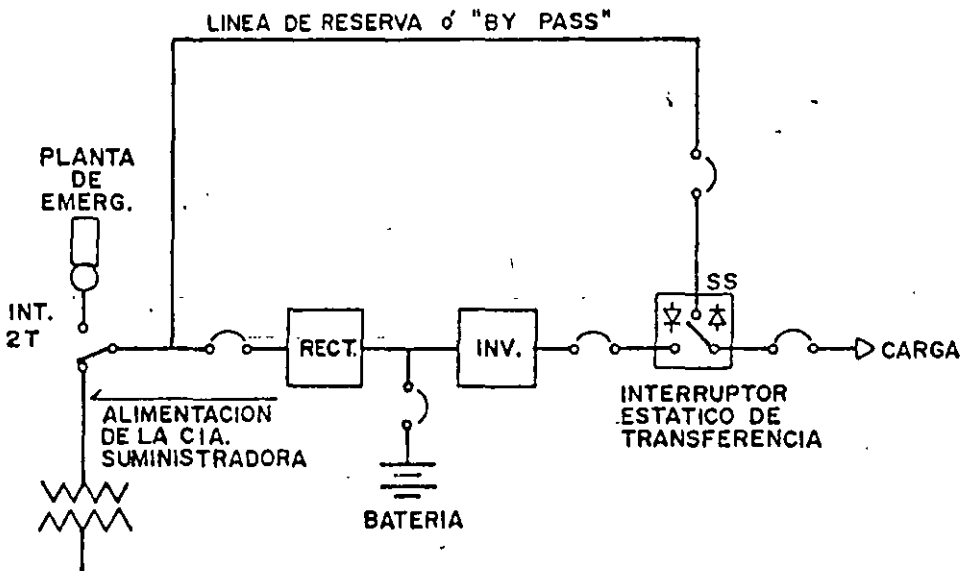 LINEA DE RESERVA ó "BY PASS"
PLANTA
DE
EMERG.
INT.
2T
RECT.
INV.
SS
CARGA
ALIMENTACION
DE LA CIA.
SUMINISTRADORA
INTERRUPTOR
ESTATICO DE
TRANSFERENCIA
BATERIA